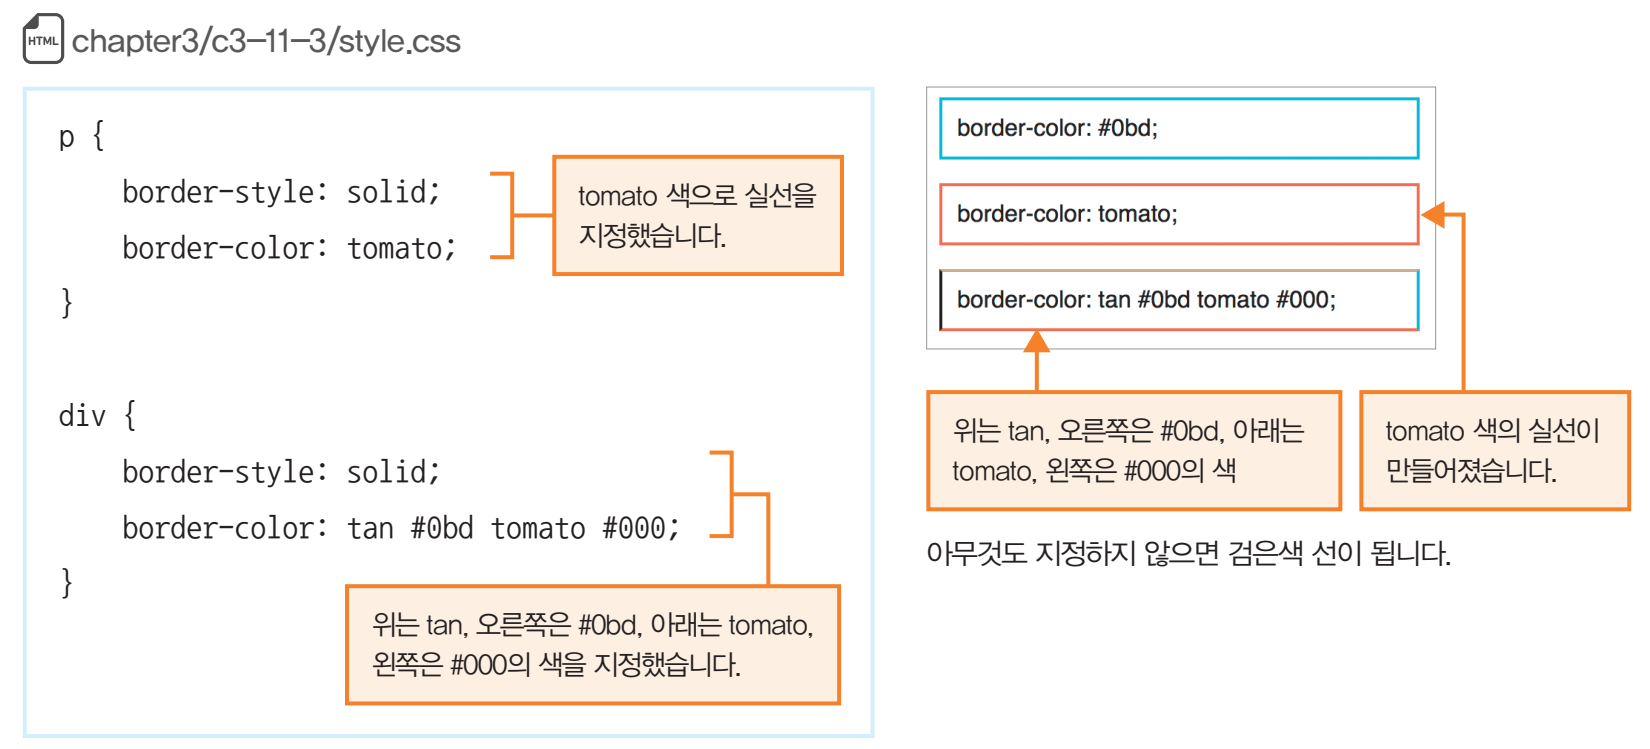 HTML
chapter3/c3-11-3/style.css
p {
border-style: solid;
border-color: tomato;
}
tomato 색으로 실선을
지정했습니다.
div {
border-style: solid;
border-color: tan #0bd tomato #000;
}
위는 tan, 오른쪽은 #0bd, 아래는 tomato,
왼쪽은 #000의 색을 지정했습니다.
border-color: #0bd;
border-color: tomato;
border-color: tan #0bd tomato #000;
위는 tan, 오른쪽은 #0bd, 아래는
tomato, 왼쪽은 #000의 색
tomato 색의 실선이
만들어졌습니다.
아무것도 지정하지 않으면 검은색 선이 됩니다.